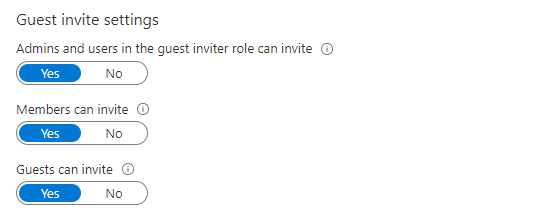 Guest invite settings
Admins and users in the guest inviter role can invite
Yes No
Members can invite
Yes No
Guests can invite
Yes No